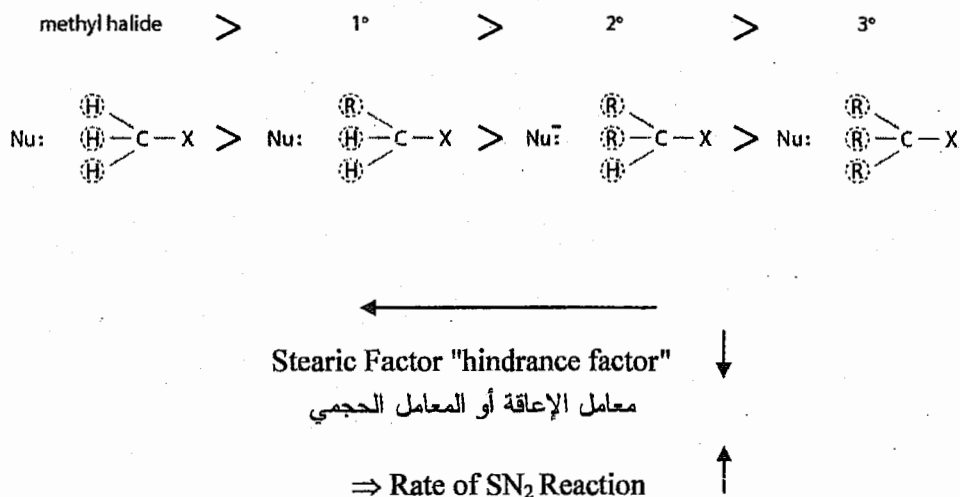 methyl halide > 1° > 2° > 3°
H R R R
Nu: H — C — X > Nu: H — C — X > Nu:⁻ R — C — X > Nu: R — C — X
H H H R
Stearic Factor "hindrance factor" ↓
معامل الإعاقة أو المعامل الحجمي
⇒ Rate of SN₂ Reaction ↑